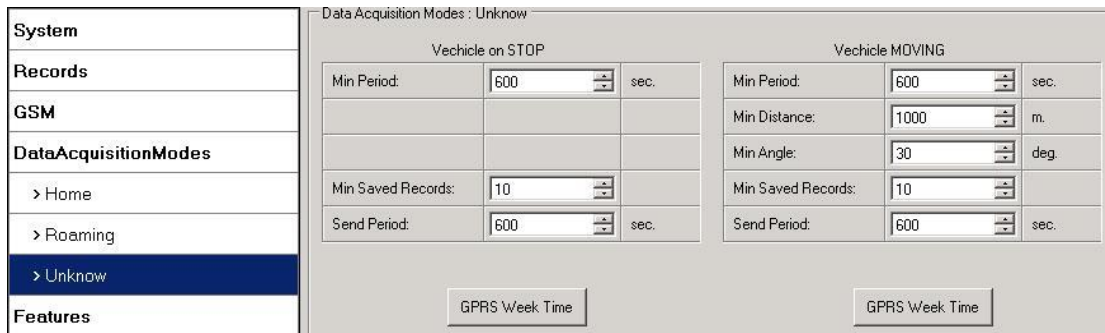 System
Records
GSM
DataAcquisitionModes
> Home
> Roaming
> Unknow
Features
Data Acquisition Modes : Unknow
Vechicle on STOP
Min Period: 600 sec.
Min Saved Records: 10
Send Period: 600 sec.
GPRS Week Time
Vechicle MOVING
Min Period: 600 sec.
Min Distance: 1000 m.
Min Angle: 30 deg.
Min Saved Records: 10
Send Period: 600 sec.
GPRS Week Time